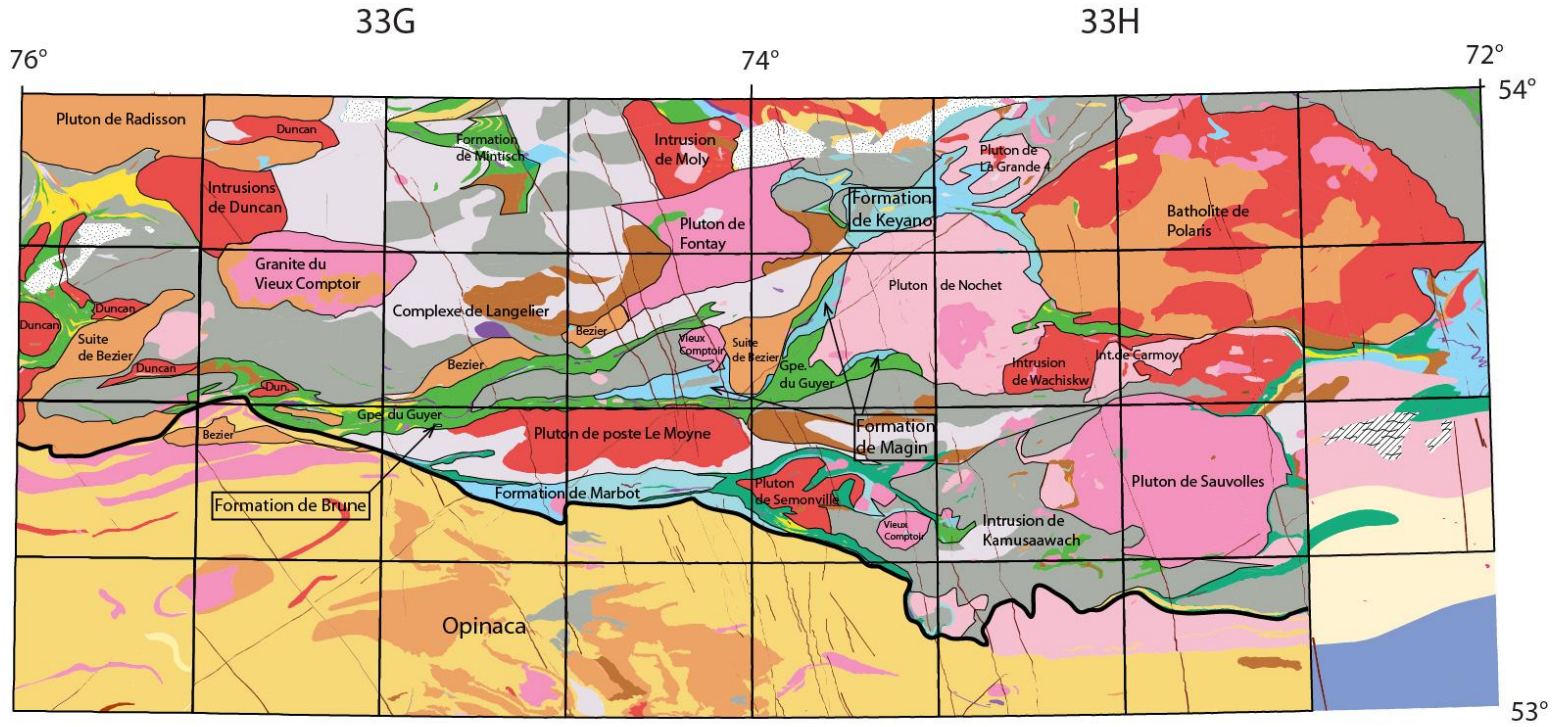 33G
33H
76°
74°
72°
54°
Pluton de Radisson
Duncan
Formation
de Mintisch
Intrusion
de Moly
Pluton de
La Grande 4
Intrusions
de Duncan
Formation
de Keyano
Batholite de
Polaris
Pluton de
Fontay
Granite du
Vieux Comptoir
Pluton de Nochet
Complexe de Langelier
Duncan
Duncan
Bezier
Suite
de Bezier
Vieux
Comptoir
Suite
de Bezier
Bezier
Duncan
Dun.
Gpe.
du Guyer
Intrusion
de Wachiskw
Int.de Carmoy
Gpe. du Guyer
Bezier
Pluton de poste Le Moyne
Formation
de Magin
Formation de Brune
Formation de Marbot
Pluton
de Semonville
Pluton de Sauvolles
Vieux
Comptoir
Intrusion de
Kamusaawach
Opinaca
53°